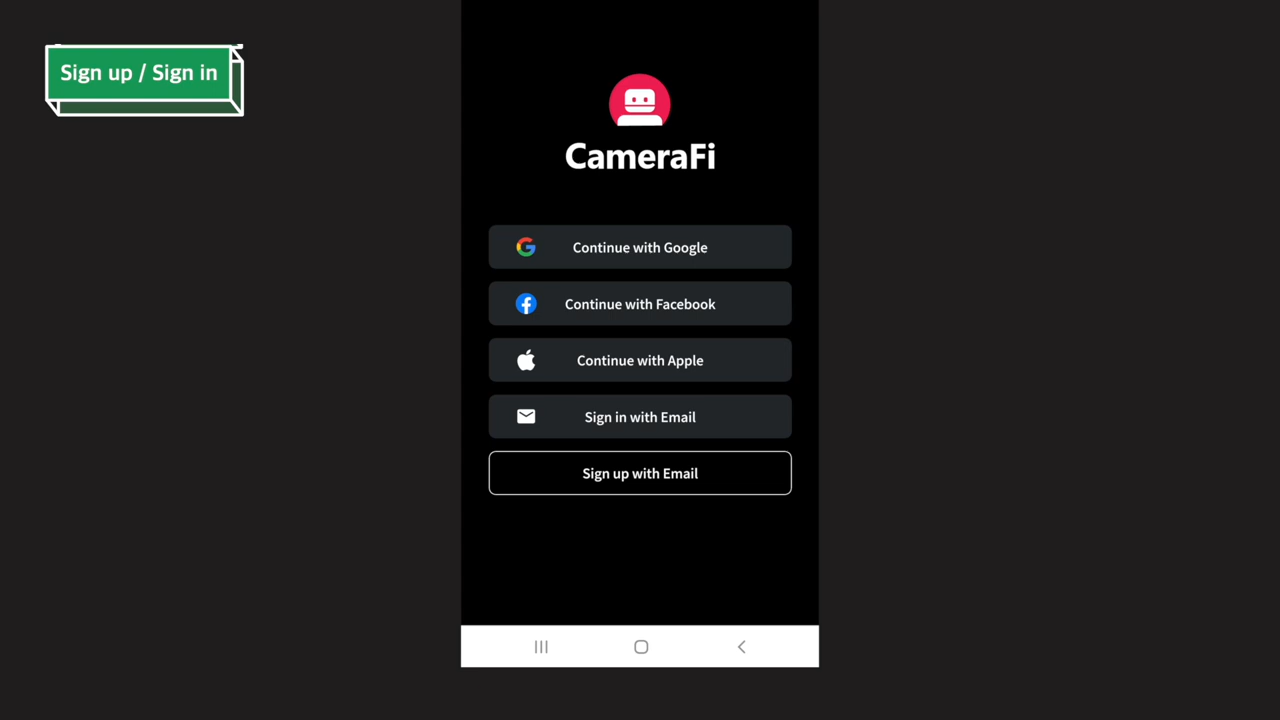 Sign up / Sign in
CameraFi
Continue with Google
Continue with Facebook
Continue with Apple
Sign in with Email
Sign up with Email